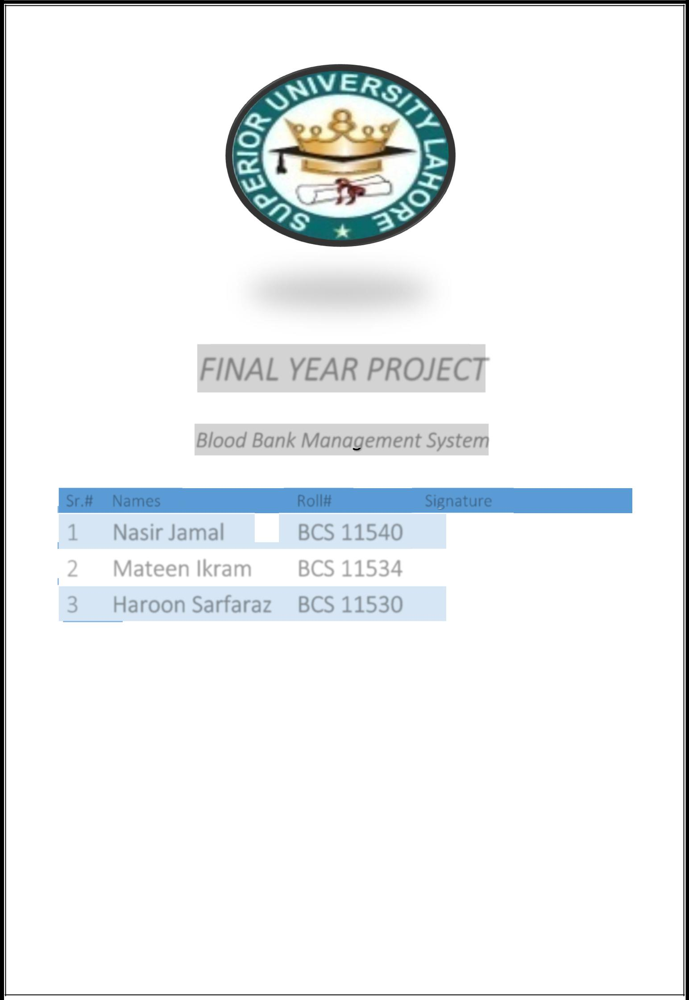 SUPERIOR UNIVERSITY LAHORE
FINAL YEAR PROJECT
Blood Bank Management System
Sr.# Names Roll# Signature
1 Nasir Jamal BCS 11540
2 Mateen Ikram BCS 11534
3 Haroon Sarfaraz BCS 11530